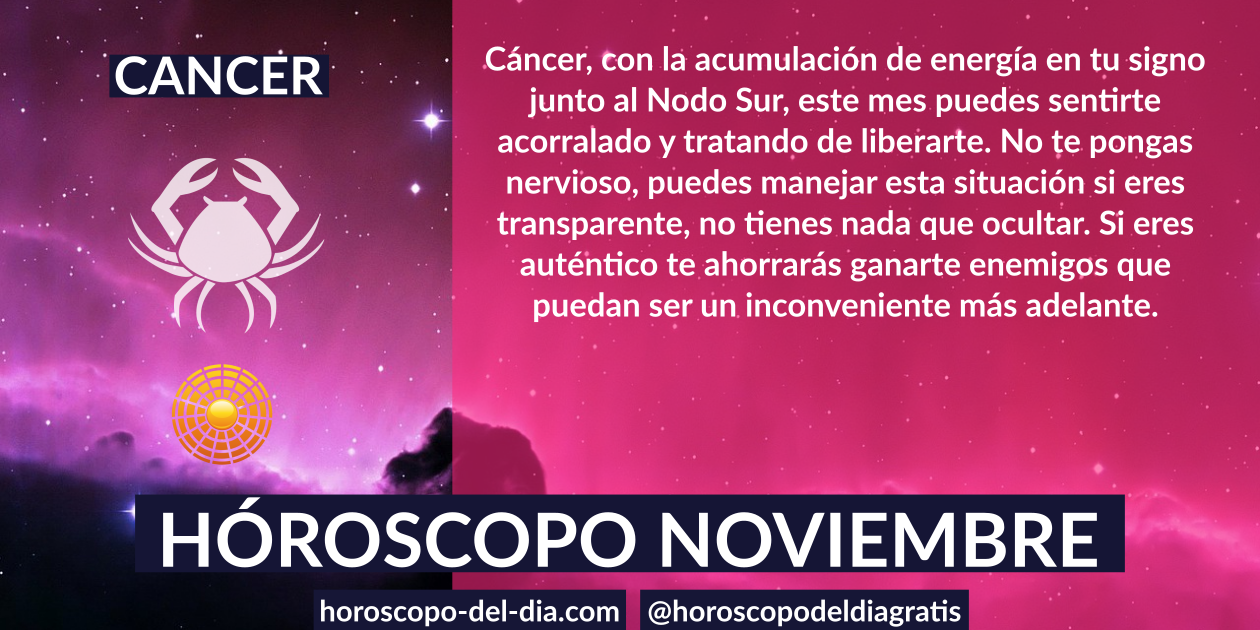 CANCER
Cáncer, con la acumulación de energía en tu signo
junto al Nodo Sur, este mes puedes sentirte
acorralado y tratando de liberarte. No te pongas
nervioso, puedes manejar esta situación si eres
transparente, no tienes nada que ocultar. Si eres
auténtico te ahorrarás ganarte enemigos que
puedan ser un inconveniente más adelante.
HÓROSCOPO NOVIEMBRE
horoscopo-del-dia.com
@horoscopodeldiagratis